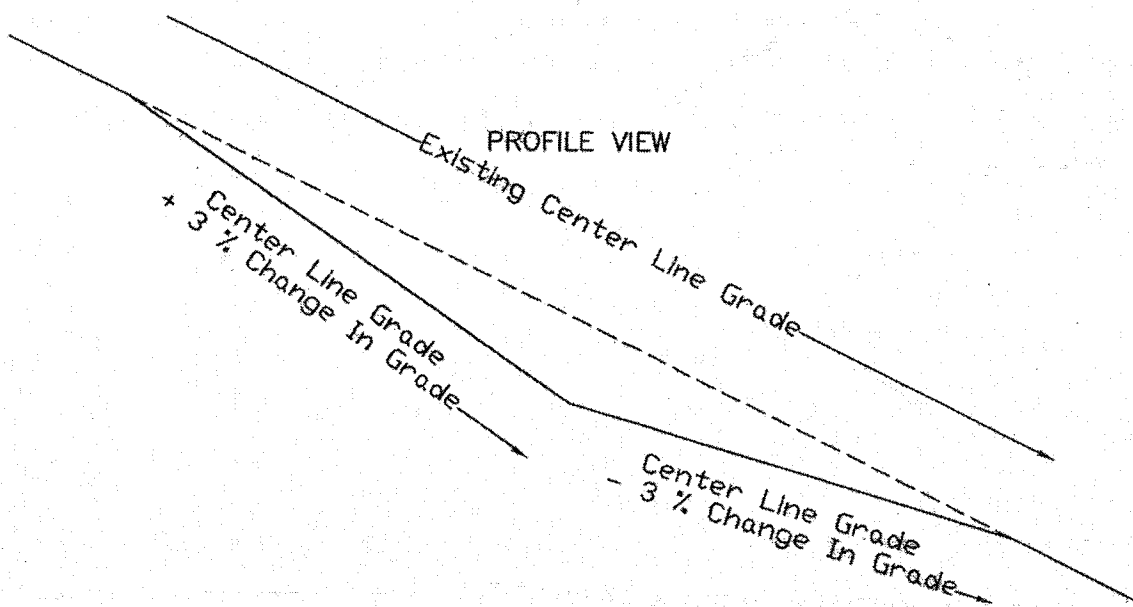 PROFILE VIEW
Existing Center Line Grade
Center Line Grade
+ 3 % Change In Grade
Center Line Grade
- 3 % Change In Grade